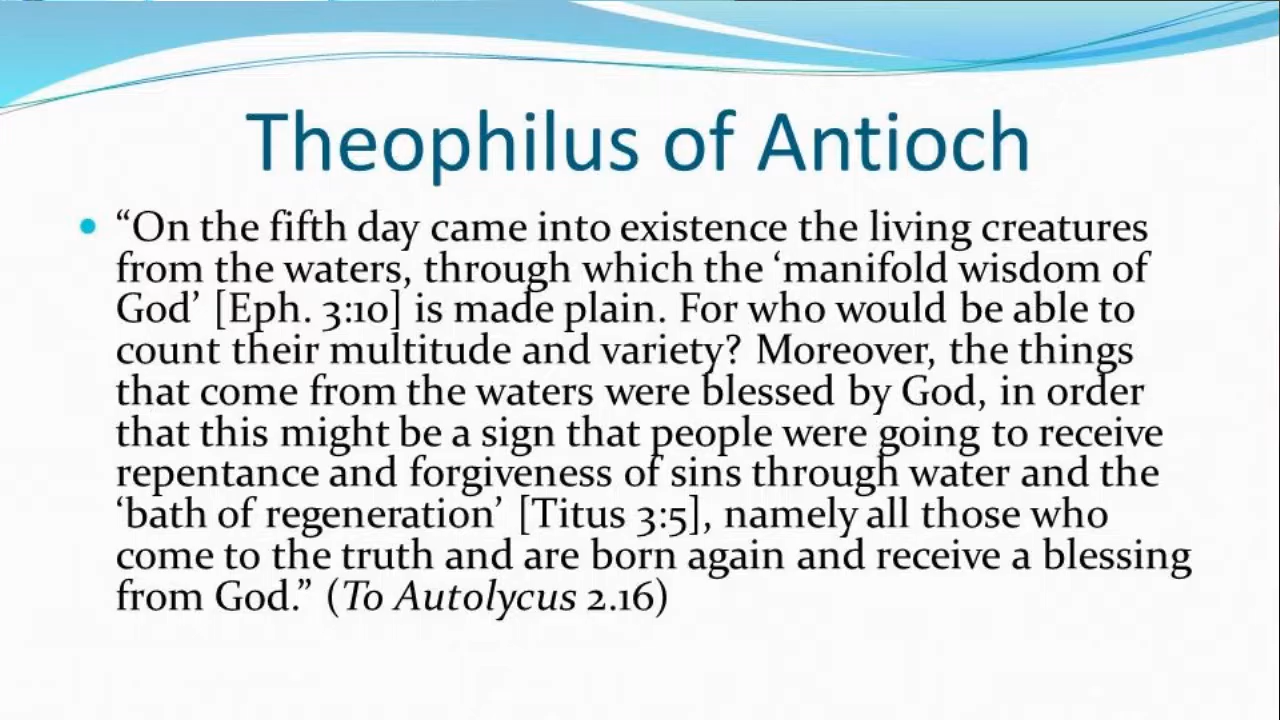 Theophilus of Antioch
• “On the fifth day came into existence the living creatures
from the waters, through which the ‘manifold wisdom of
God’ [Eph. 3:10] is made plain. For who would be able to
count their multitude and variety? Moreover, the things
that come from the waters were blessed by God, in order
that this might be a sign that people were going to receive
repentance and forgiveness of sins through water and the
‘bath of regeneration’ [Titus 3:5], namely all those who
come to the truth and are born again and receive a blessing
from God.” (To Autolycus 2.16)